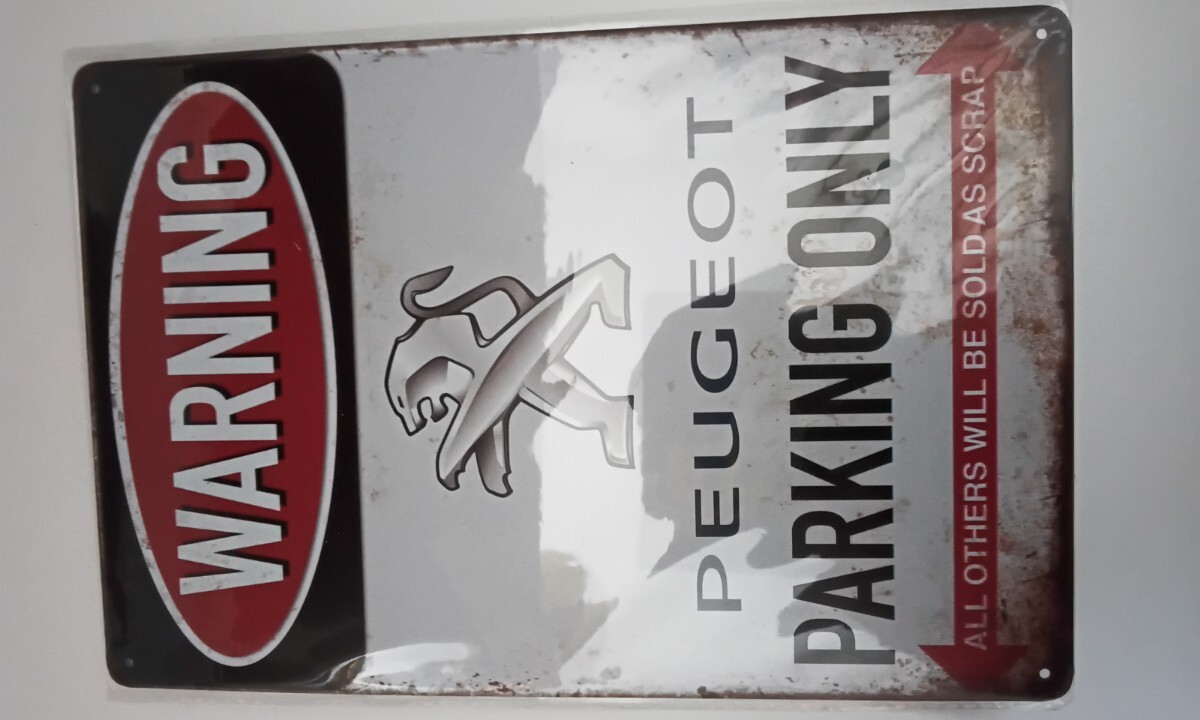 WARNING
PEUGEOT
PARKING ONLY
ALL OTHERS WILL BE SOLD AS SCRAP